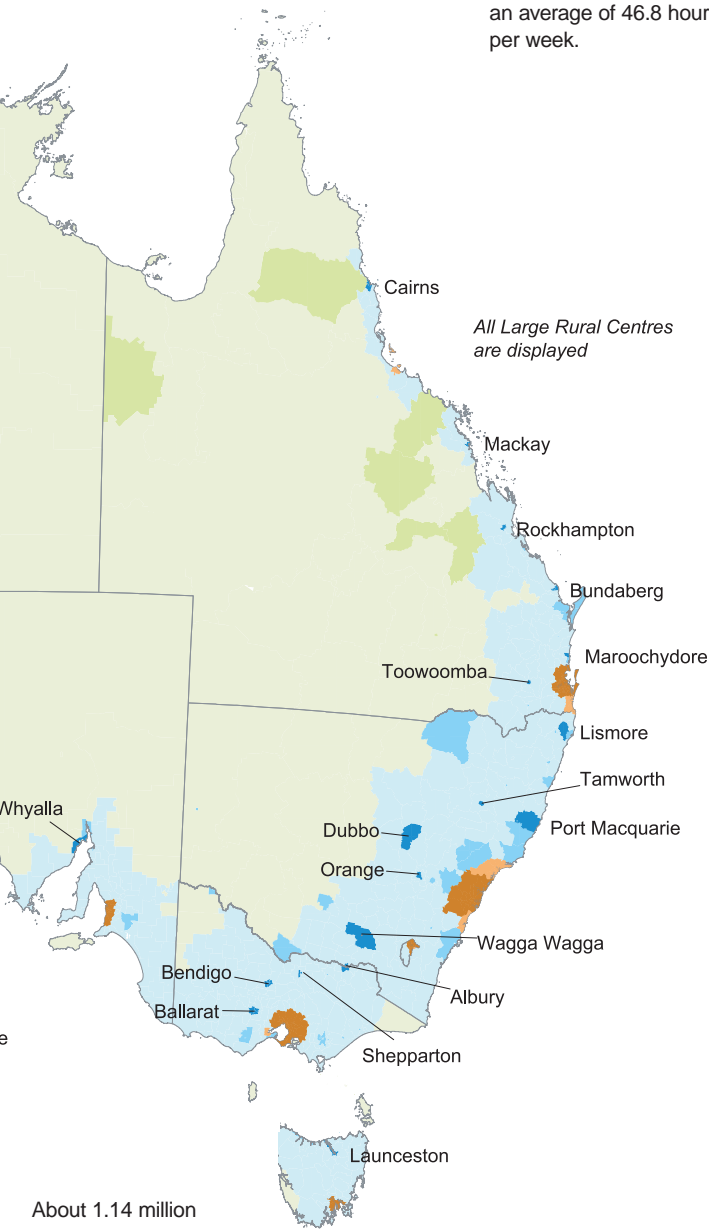 an average of 46.8 hour
per week.
Cairns
All Large Rural Centres
are displayed
Mackay
Rockhampton
Bundaberg
Maroochydore
Toowoomba
Lismore
Tamworth
Whyalla
Dubbo
Port Macquarie
Orange
Wagga Wagga
Bendigo
Albury
Ballarat
e
Shepparton
Launceston
About 1.14 million